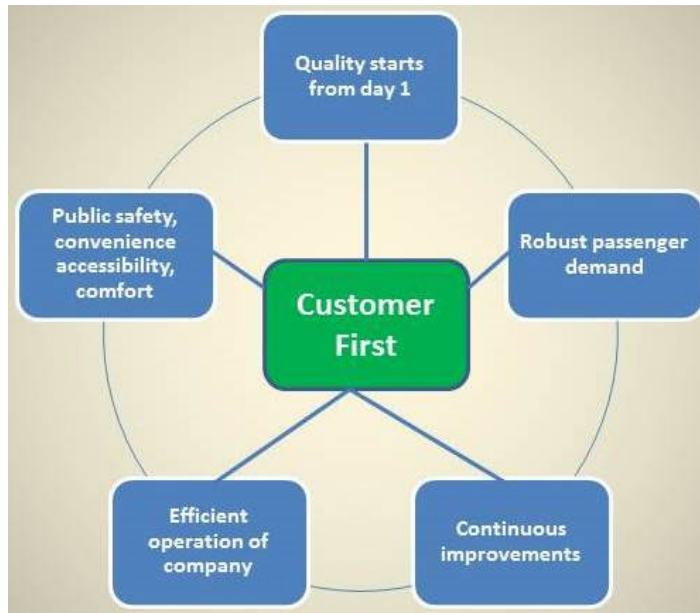 Quality starts
from day 1
Public safety,
convenience
accessibility,
comfort
Robust passenger
demand
Customer
First
Efficient
operation of
company
Continuous
improvements